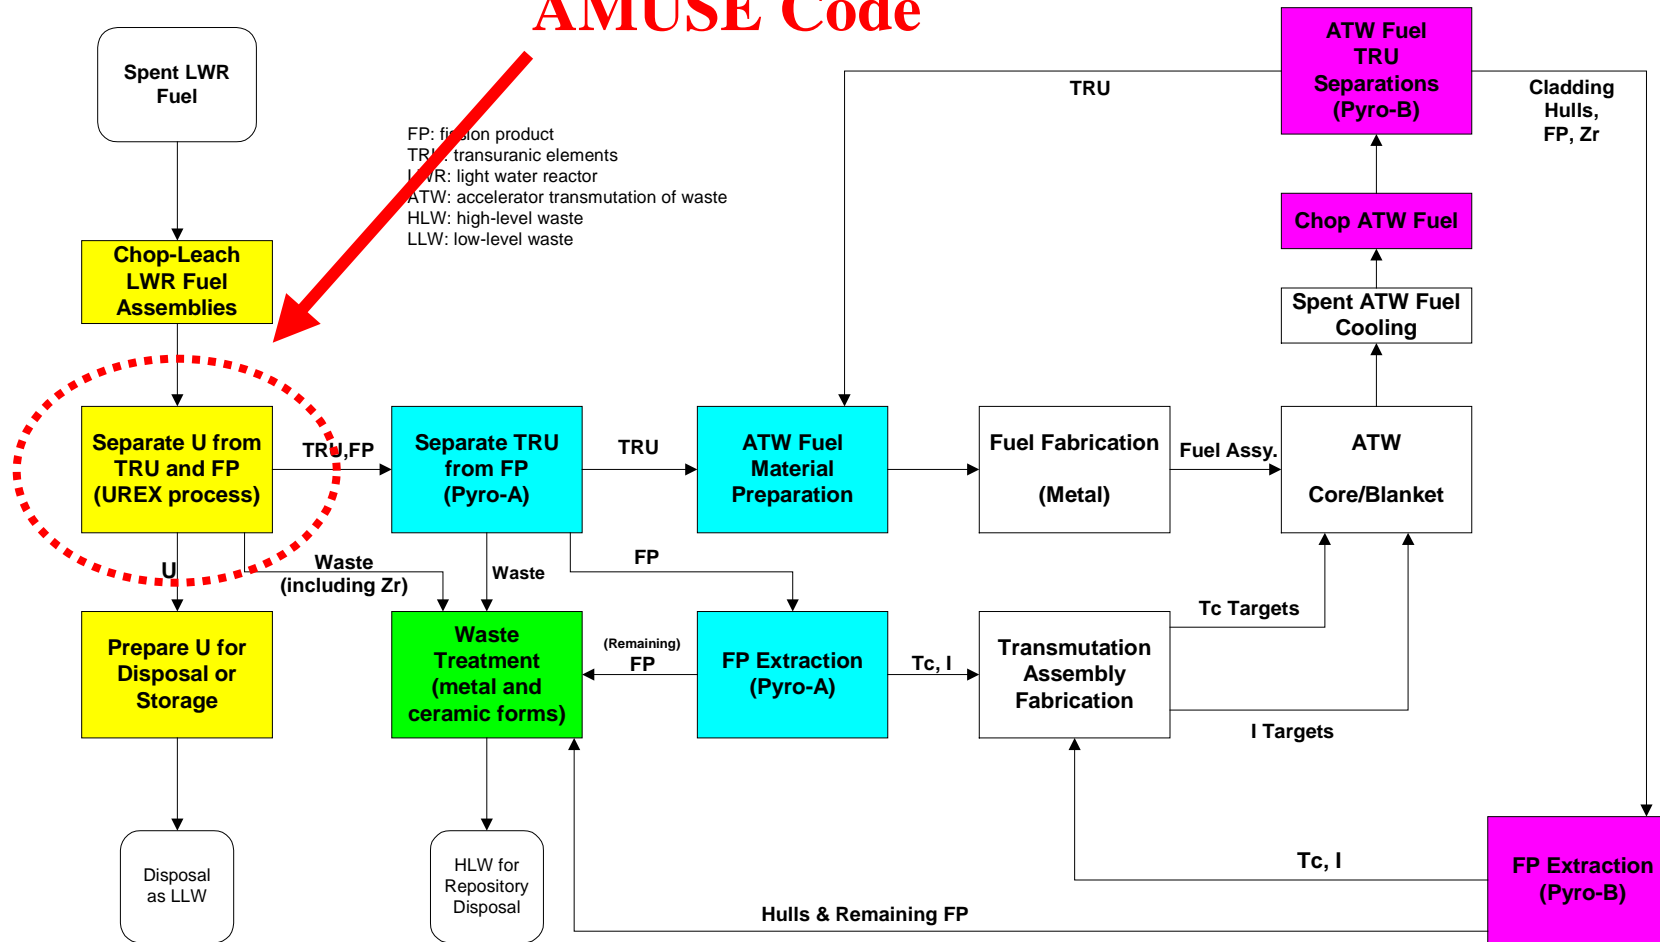 AMUSE Code
Spent LWR
Fuel
FP: fission product
TRU: transuranic elements
LWR: light water reactor
ATW: accelerator transmutation of waste
HLW: high-level waste
LLW: low-level waste
TRU
ATW Fuel
TRU
Separations
(Pyro-B)
Cladding
Hulls,
FP, Zr
Chop ATW Fuel
Chop-Leach
LWR Fuel
Assemblies
Spent ATW Fuel
Cooling
Separate U from
TRU and FP
(UREX process)
TRU,FP
Separate TRU
from FP
(Pyro-A)
TRU
ATW Fuel
Material
Preparation
Fuel Fabrication
(Metal)
Fuel Assy.
ATW
Core/Blanket
U
Waste
(including Zr)
Waste
FP
Prepare U for
Disposal or
Storage
Waste
Treatment
(metal and
ceramic forms)
(Remaining)
FP
FP Extraction
(Pyro-A)
Tc, I
Transmutation
Assembly
Fabrication
Tc Targets
I Targets
Disposal
as LLW
HLW for
Repository
Disposal
Tc, I
FP Extraction
(Pyro-B)
Hulls & Remaining FP